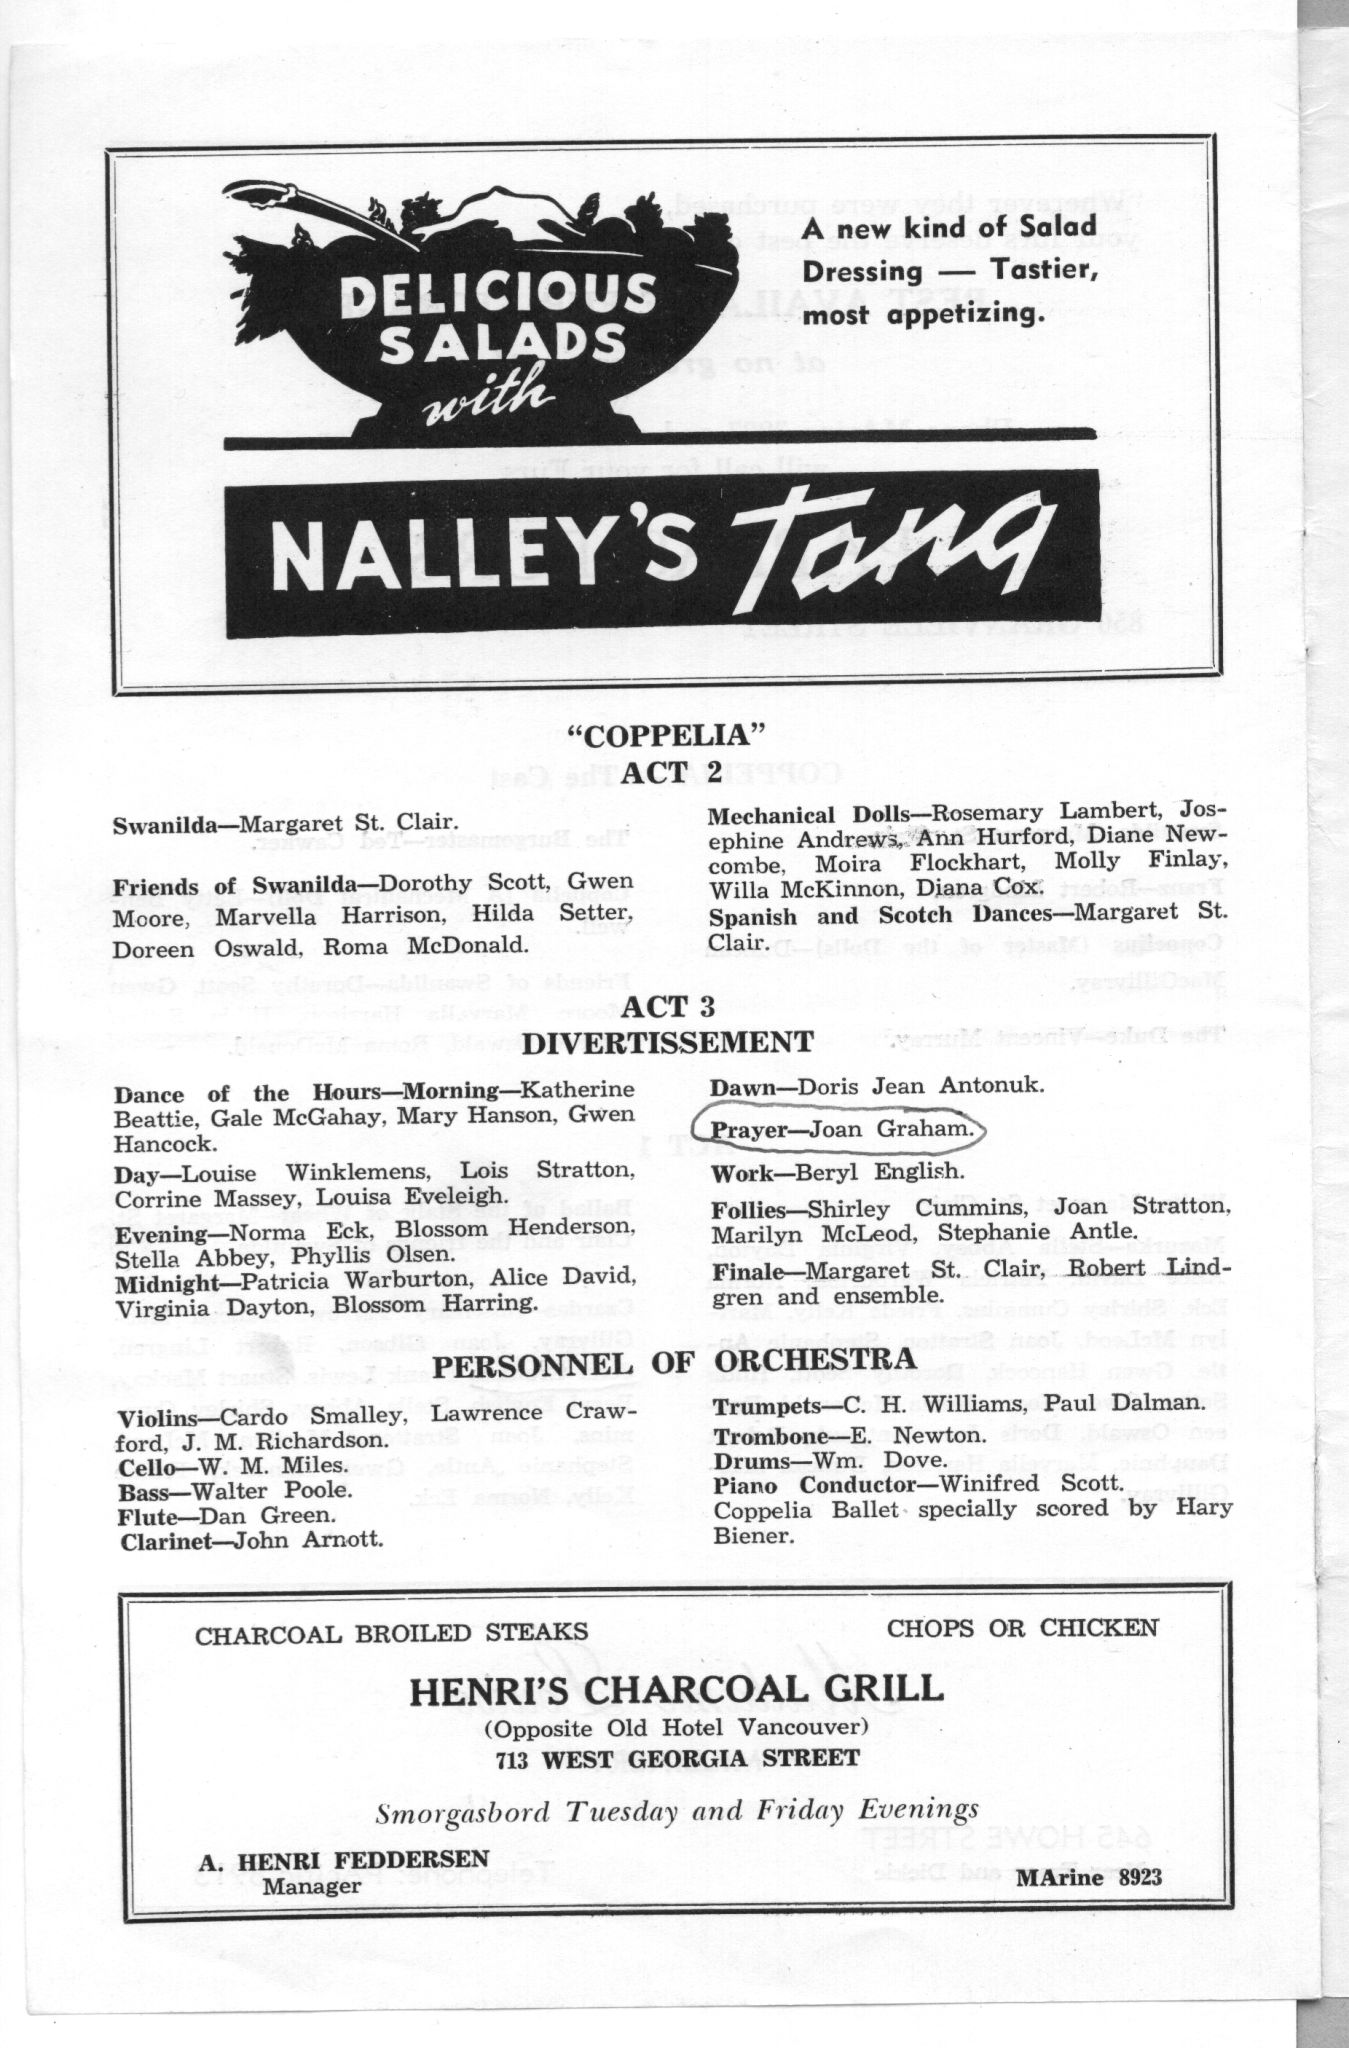 DELICIOUS
SALADS
with
A new kind of Salad
Dressing — Tastier,
most appetizing.
NALLEY'S Tang
"COPPELIA"
ACT 2
Swanilda—Margaret St. Clair.
Friends of Swanilda—Dorothy Scott, Gwen
Moore, Marvella Harrison, Hilda Setter,
Doreen Oswald, Roma McDonald.
Mechanical Dolls—Rosemary Lambert, Jos-
ephine Andrews, Ann Hurford, Diane New-
combe, Moira Flockhart, Molly Finlay,
Willa McKinnon, Diana Cox.
Spanish and Scotch Dances—Margaret St.
Clair.
ACT 3
DIVERTISSEMENT
Dance of the Hours—Morning—Katherine
Beattie, Gale McGahay, Mary Hanson, Gwen
Hancock.
Day—Louise Winklemens, Lois Stratton,
Corrine Massey, Louisa Eveleigh.
Evening—Norma Eck, Blossom Henderson,
Stella Abbey, Phyllis Olsen.
Midnight—Patricia Warburton, Alice David,
Virginia Dayton, Blossom Harring.
Dawn—Doris Jean Antonuk.
Prayer—Joan Graham.
Work—Beryl English.
Follies—Shirley Cummins, Joan Stratton,
Marilyn McLeod, Stephanie Antle.
Finale—Margaret St. Clair, Robert Lind-
gren and ensemble.
PERSONNEL OF ORCHESTRA
Violins—Cardo Smalley, Lawrence Craw-
ford, J. M. Richardson.
Cello—W. M. Miles.
Bass—Walter Poole.
Flute—Dan Green.
Clarinet—John Arnott.
Trumpets—C. H. Williams, Paul Dalman.
Trombone—E. Newton.
Drums—Wm. Dove.
Piano Conductor—Winifred Scott.
Coppelia Ballet specially scored by Hary
Biener.
CHARCOAL BROILED STEAKS CHOPS OR CHICKEN
HENRI'S CHARCOAL GRILL
(Opposite Old Hotel Vancouver)
713 WEST GEORGIA STREET
Smorgasbord Tuesday and Friday Evenings
A. HENRI FEDDERSEN
Manager
MArine 8923